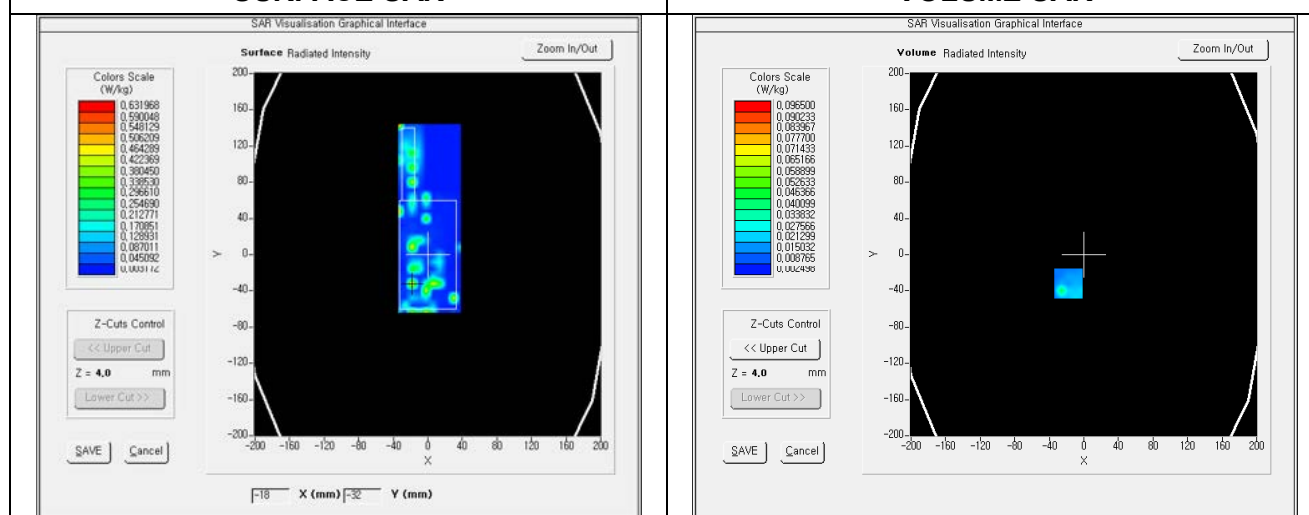 SURFACE SAR
VOLUME SAR
SAR Visualisation Graphical Interface
Surface Radiated Intensity
Zoom In/Out
Colors Scale
(W/kg)
0,631968
0,590048
0,548129
0,506209
0,464289
0,422369
0,380450
0,338530
0,296610
0,254690
0,212771
0,170851
0,128931
0,087011
0,045092
0,003172
200
160
120
80
40
0
-40
-80
-120
-160
-200
Y
-200 -160 -120 -80 -40 0 40 80 120 160 200
X
Z-Cuts Control
<< Upper Cut
Z = 4.0 mm
Lower Cut >>
SAVE Cancel
-18 X (mm) -32 Y (mm)
SAR Visualisation Graphical Interface
Volume Radiated Intensity
Zoom In/Out
Colors Scale
(W/kg)
0,096500
0,090233
0,083967
0,077700
0,071433
0,065166
0,058899
0,052633
0,046366
0,040099
0,033832
0,027566
0,021299
0,015032
0,008765
0,002498
200
160
120
80
40
0
-40
-80
-120
-160
-200
Y
-200 -160 -120 -80 -40 0 40 80 120 160 200
X
Z-Cuts Control
<< Upper Cut
Z = 4.0 mm
Lower Cut >>
SAVE Cancel